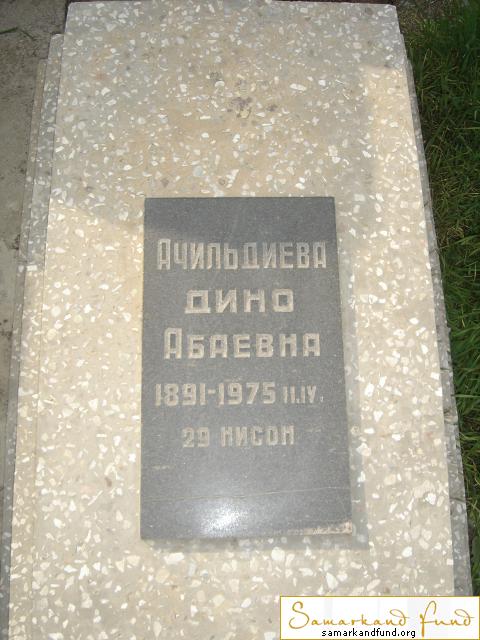 АЧИЛЬДИЕВА
ДИНО
АБАЕВНА
1891-1975 11.IV.
29 НИСОН
Samarkand Fund
samarkandfund.org